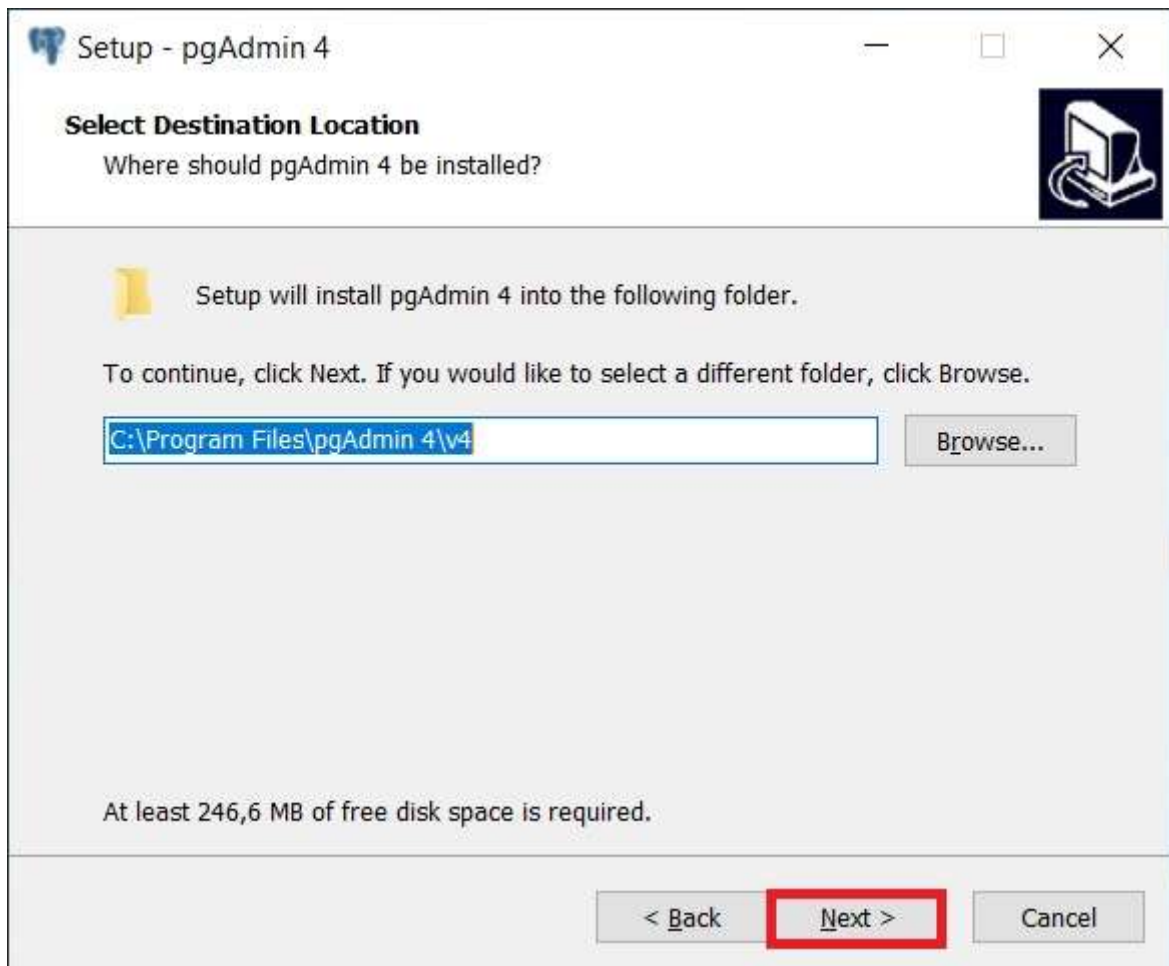 Setup - pgAdmin 4
Select Destination Location
Where should pgAdmin 4 be installed?
Setup will install pgAdmin 4 into the following folder.
To continue, click Next. If you would like to select a different folder, click Browse.
C:\Program Files\pgAdmin 4\v4
Browse...
At least 246,6 MB of free disk space is required.
< Back
Next >
Cancel